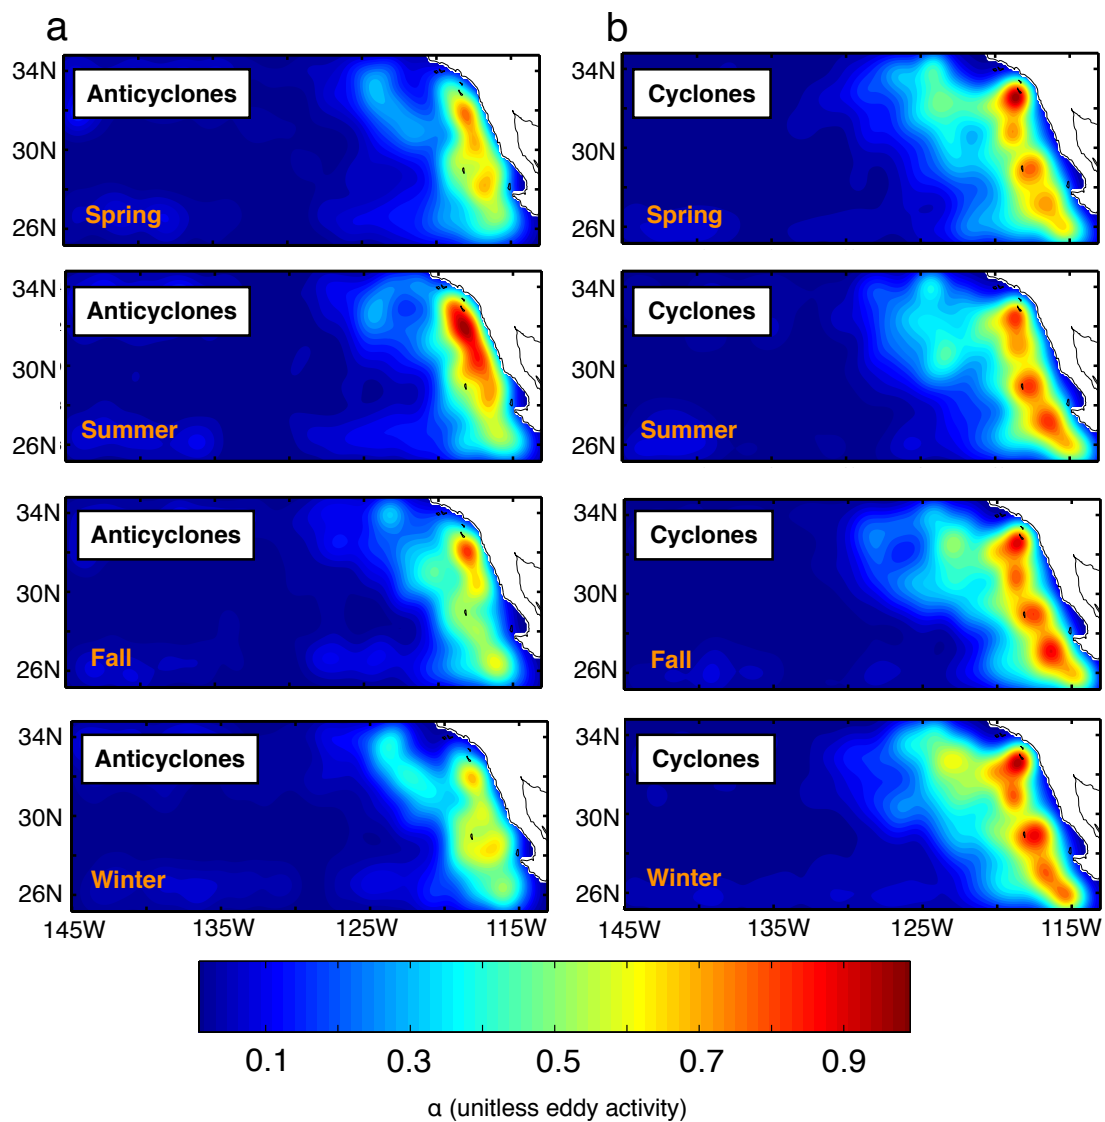 a
b
34N
30N
26N
Anticyclones
Spring
Cyclones
Spring
34N
30N
26N
34N
30N
26N
Anticyclones
Summer
Cyclones
Summer
34N
30N
26N
34N
30N
26N
Anticyclones
Fall
Cyclones
Fall
34N
30N
26N
34N
30N
26N
Anticyclones
Winter
Cyclones
Winter
34N
30N
26N
145W 135W 125W 115W
145W 135W 125W 115W
0.1 0.3 0.5 0.7 0.9
α (unitless eddy activity)